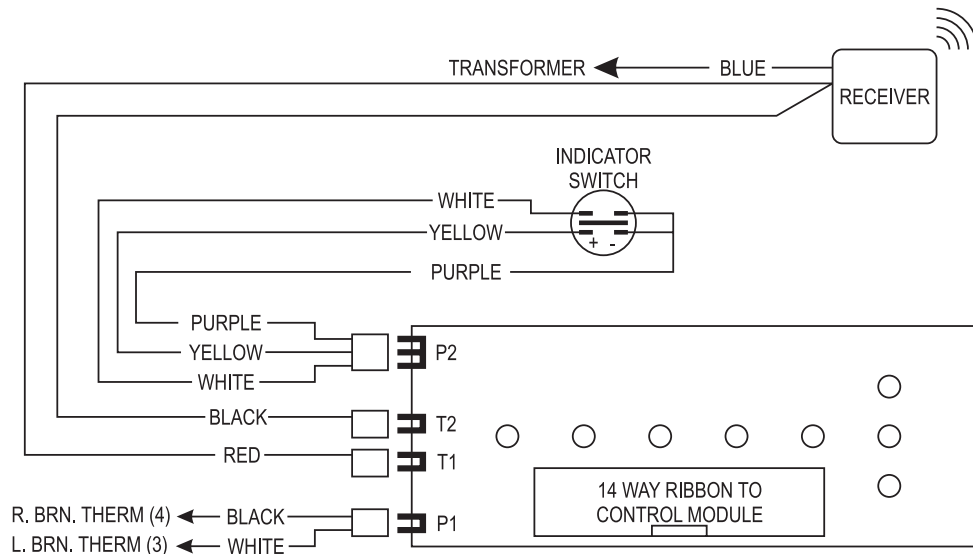 TRANSFORMER
BLUE
RECEIVER
INDICATOR
SWITCH
WHITE
YELLOW
+ -
PURPLE
PURPLE
YELLOW
P2
WHITE
BLACK
T2
RED
T1
14 WAY RIBBON TO
CONTROL MODULE
R. BRN. THERM (4)
BLACK
P1
L. BRN. THERM (3)
WHITE